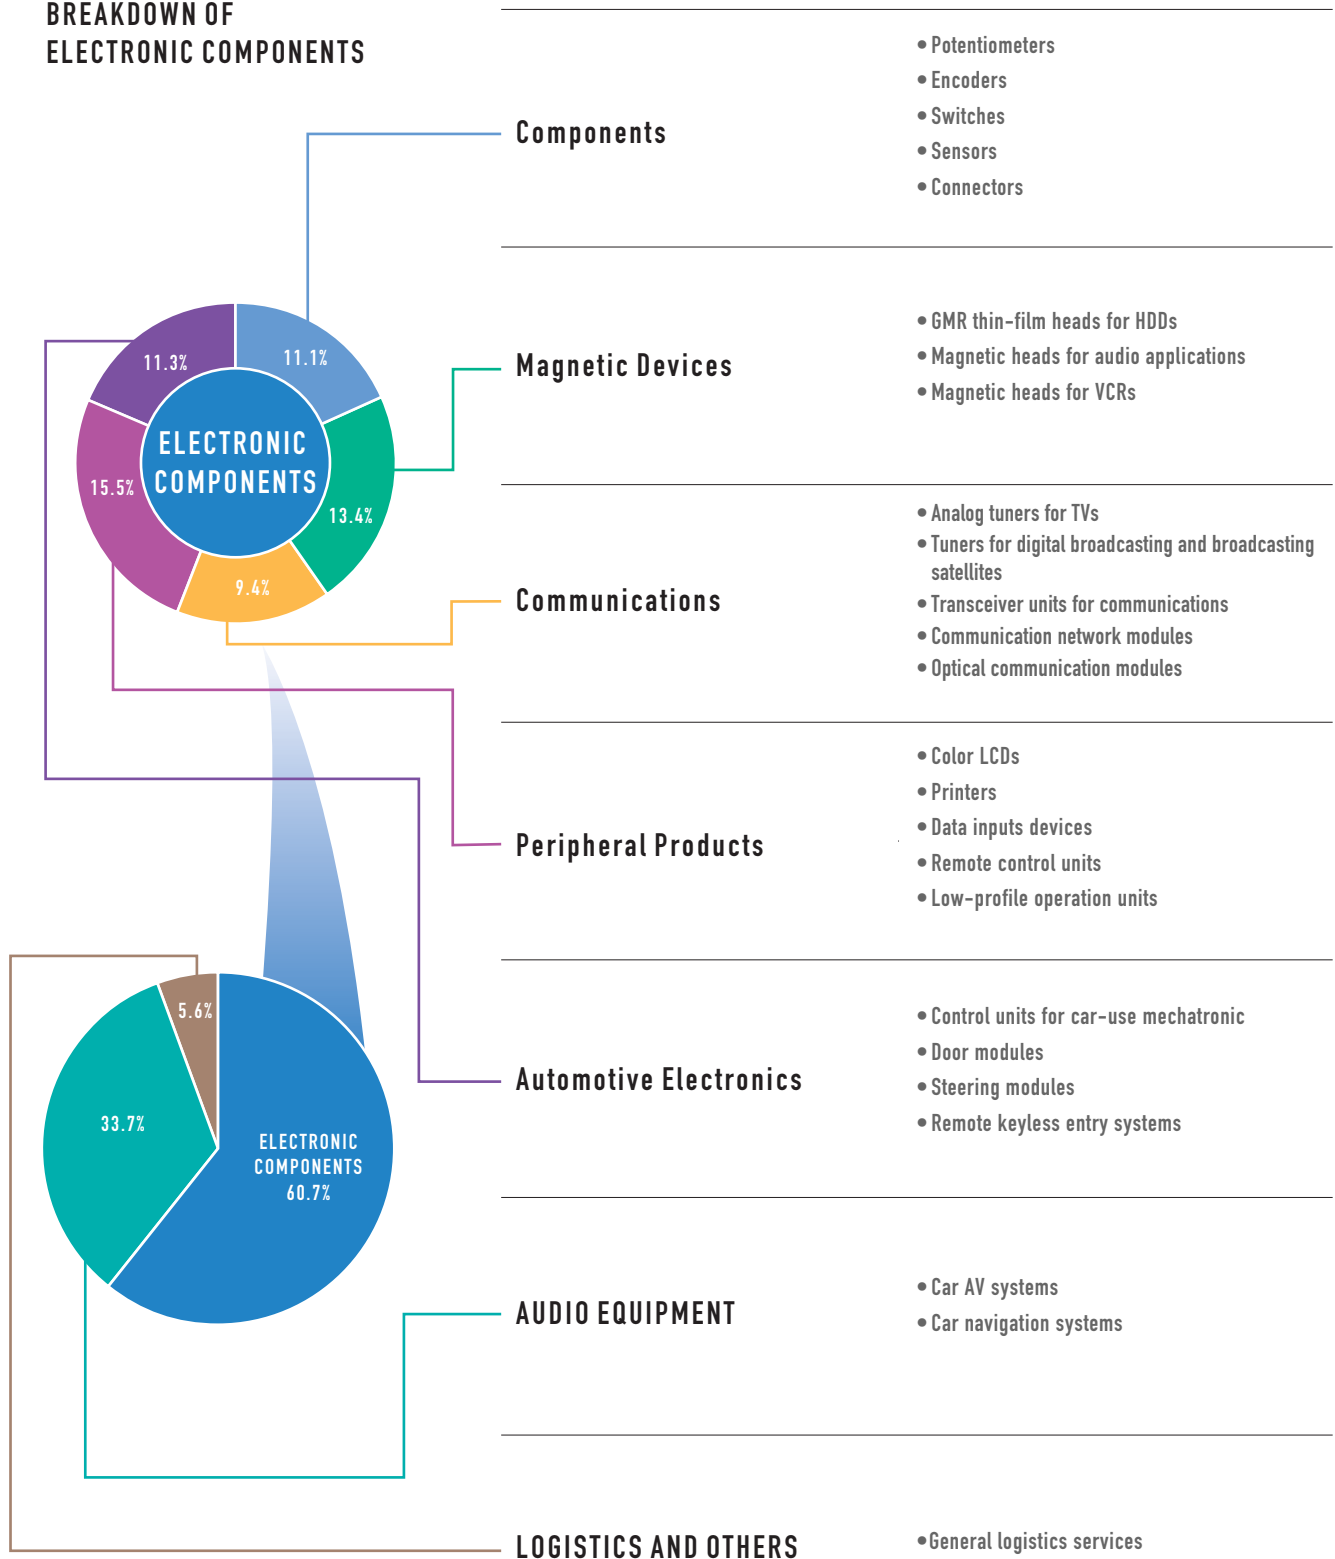 BREAKDOWN OF
ELECTRONIC COMPONENTS
Components
• Potentiometers
• Encoders
• Switches
• Sensors
• Connectors
11.3%
11.1%
15.5%
13.4%
9.4%
ELECTRONIC
COMPONENTS
Magnetic Devices
• GMR thin-film heads for HDDs
• Magnetic heads for audio applications
• Magnetic heads for VCRs
Communications
• Analog tuners for TVs
• Tuners for digital broadcasting and broadcasting
satellites
• Transceiver units for communications
• Communication network modules
• Optical communication modules
Peripheral Products
• Color LCDs
• Printers
• Data inputs devices
• Remote control units
• Low-profile operation units
5.6%
33.7%
ELECTRONIC
COMPONENTS
60.7%
Automotive Electronics
• Control units for car-use mechatronic
• Door modules
• Steering modules
• Remote keyless entry systems
AUDIO EQUIPMENT
• Car AV systems
• Car navigation systems
LOGISTICS AND OTHERS
• General logistics services